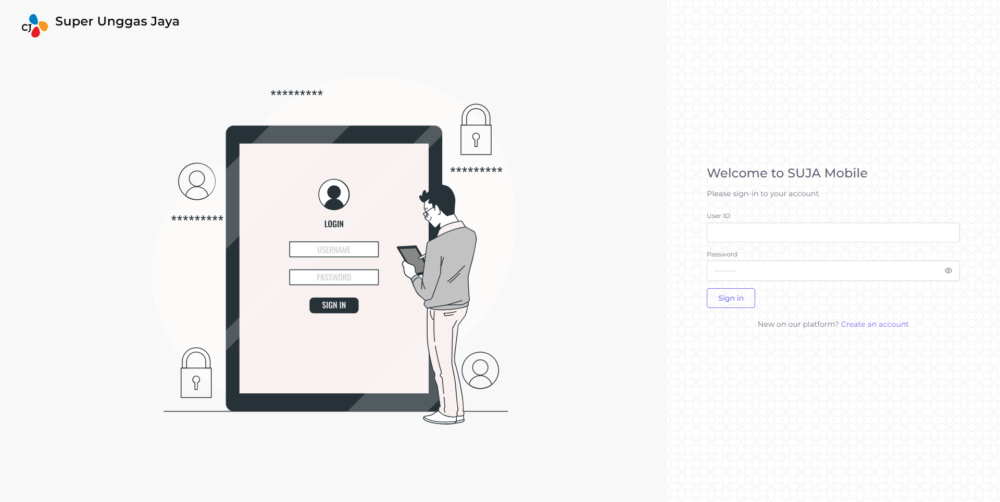 CJ
Super Unggas Jaya
*********
*********
*********
LOGIN
USERNAME
PASSWORD
SIGN IN
Welcome to SUJA Mobile
Please sign-in to your account
User ID
Password
············
Sign in
New on our platform? Create an account